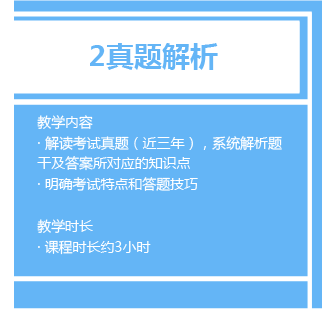 2真题解析
教学内容
· 解读考试真题（近三年），系统解析题
干及答案所对应的知识点
· 明确考试特点和答题技巧
教学时长
· 课程时长约3小时